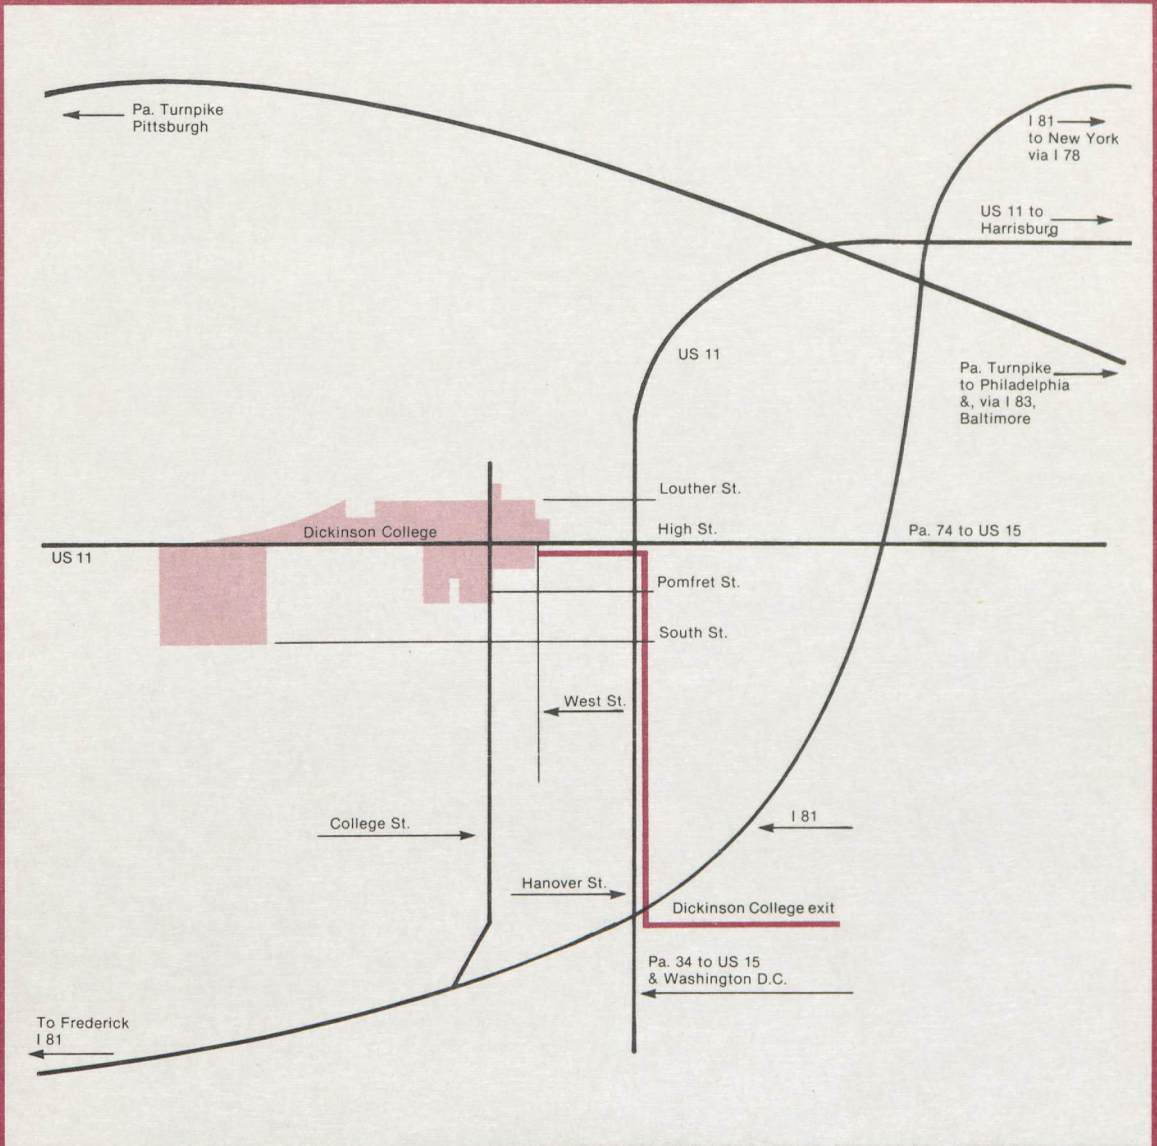 Pa. Turnpike
Pittsburgh
I 81
to New York
via I 78
US 11 to
Harrisburg
US 11
Pa. Turnpike
to Philadelphia
&, via I 83,
Baltimore
Louther St.
High St.
Pa. 74 to US 15
Dickinson College
US 11
Pomfret St.
South St.
West St.
College St.
I 81
Hanover St.
Dickinson College exit
Pa. 34 to US 15
& Washington D.C.
To Frederick
I 81